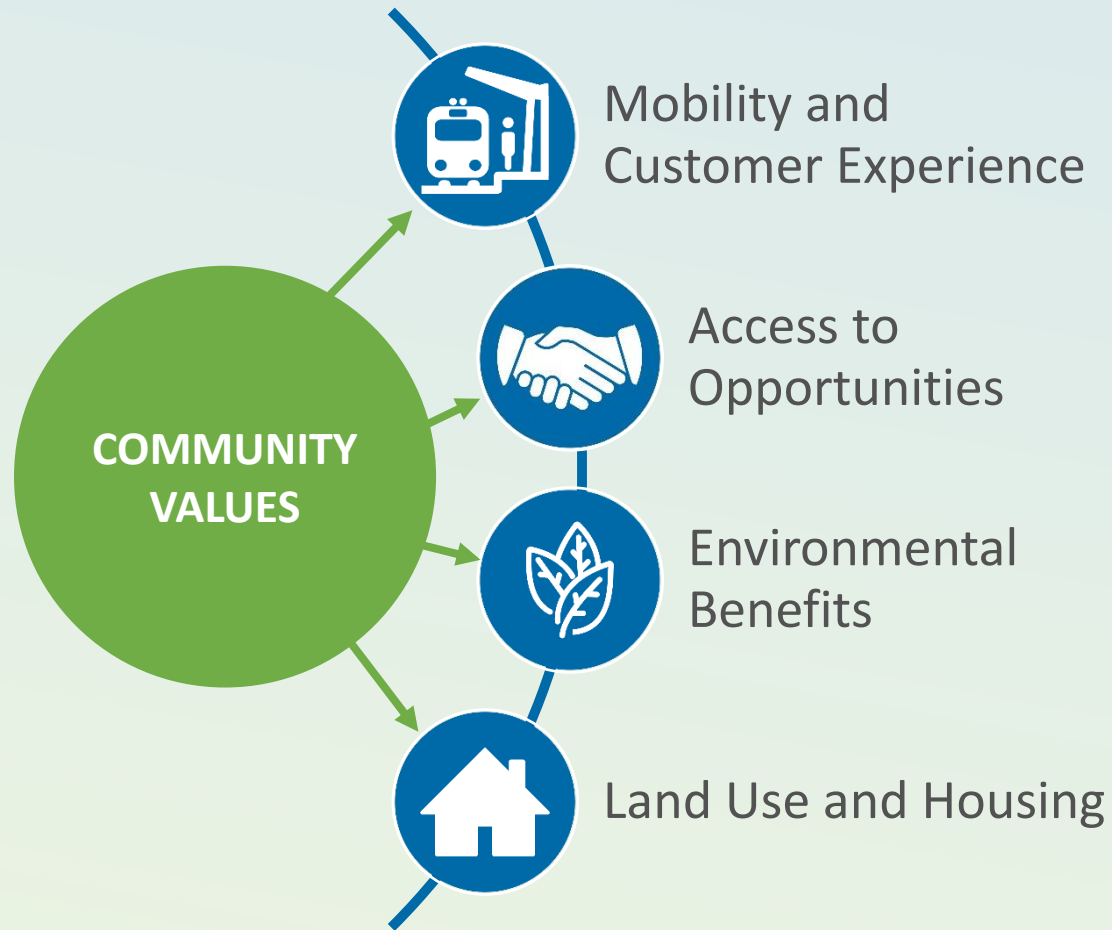 Mobility and
Customer Experience
Access to
Opportunities
COMMUNITY
VALUES
Environmental
Benefits
Land Use and Housing